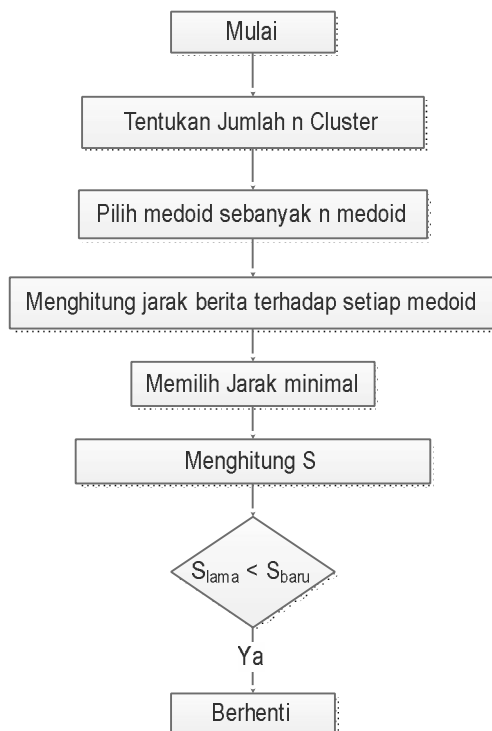 Mulai
Tentukan Jumlah n Cluster
Pilih medoid sebanyak n medoid
Menghitung jarak berita terhadap setiap medoid
Memilih Jarak minimal
Menghitung S
Slama < Sbaru
Ya
Berhenti